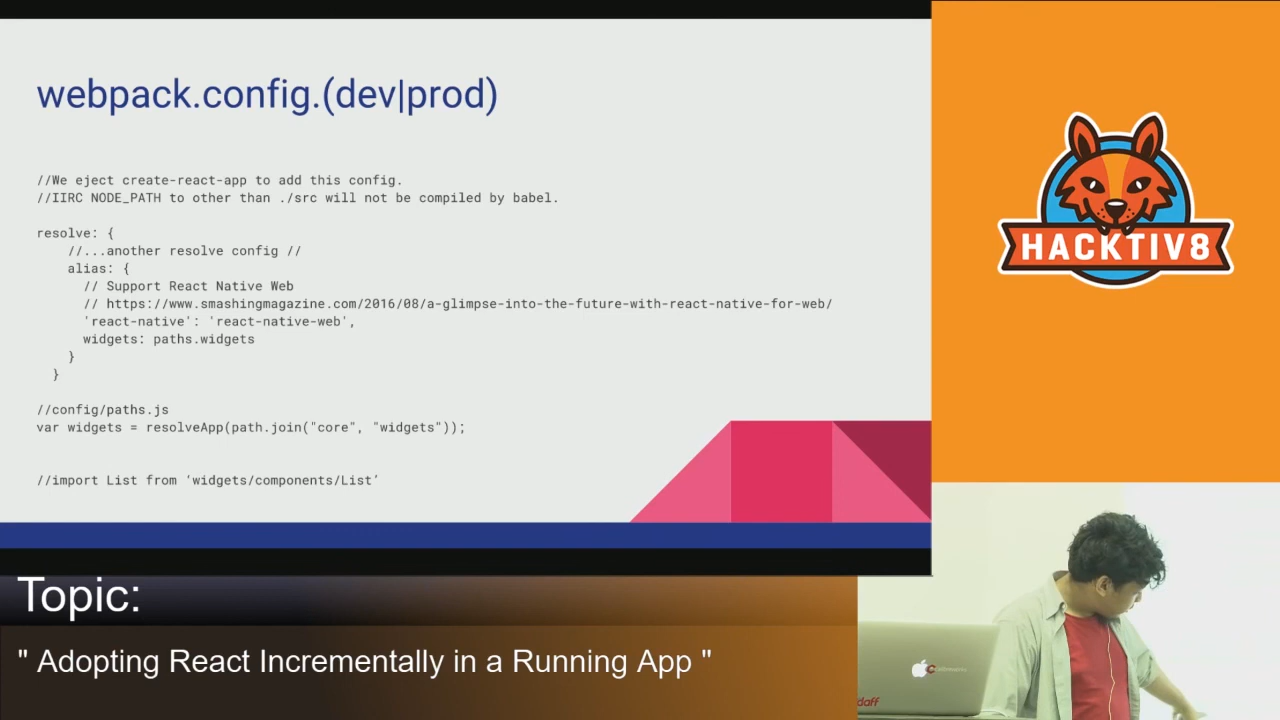 webpack.config.(dev|prod)
//We eject create-react-app to add this config.
//IIRC NODE_PATH to other than ./src will not be compiled by babel.
resolve: {
//...another resolve config //
alias: {
// Support React Native Web
// https://www.smashingmagazine.com/2016/08/a-glimpse-into-the-future-with-react-native-for-web/
'react-native': 'react-native-web',
widgets: paths.widgets
}
}
//config/paths.js
var widgets = resolveApp(path.join("core", "widgets"));
//import List from ‘widgets/components/List’
HACKTIV8
Topic:
" Adopting React Incrementally in a Running App "
daff